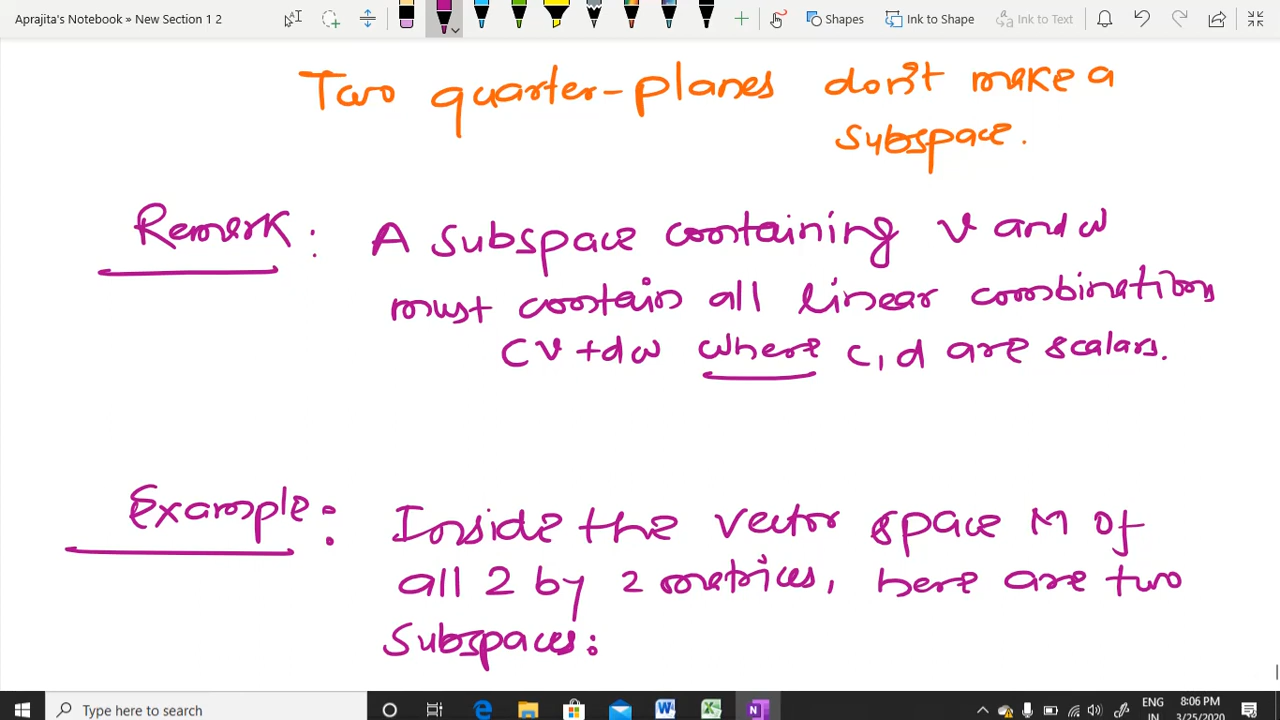 Aprajita's Notebook » New Section 1 2
Shapes
Ink to Shape
Ink to Text
Two quarter-planes don't make a
subspace.
Remark: A subspace containing v and w
must contain all linear combinations
cv+dw where c, d are scalars.
Example: Inside the vector space M of
all 2 by 2 metrices, here are two
subspaces:
Type here to search
ENG
IN
8:06 PM
3/25/2020